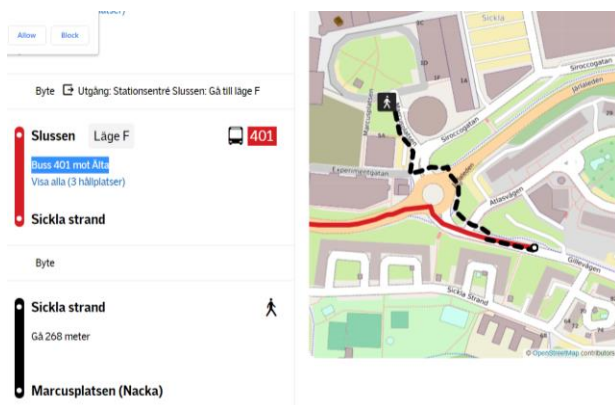 Allow
Block
Byte Utgång: Stationsentré Slussen: Gå till läge F
Slussen Läge F 401
Buss 401 mot Älta
Visa alla (3 hållplatser)
Sickla strand
Byte
Sickla strand
Gå 268 meter
Marcusplatsen (Nacka)
Sickla
Siroccogatan
Järlaleden
Marcusplatsen
Siroccogatan
Experimentgatan
Atlasvägen
Gillevägen
Sickla Strand
© OpenStreetMap contributors